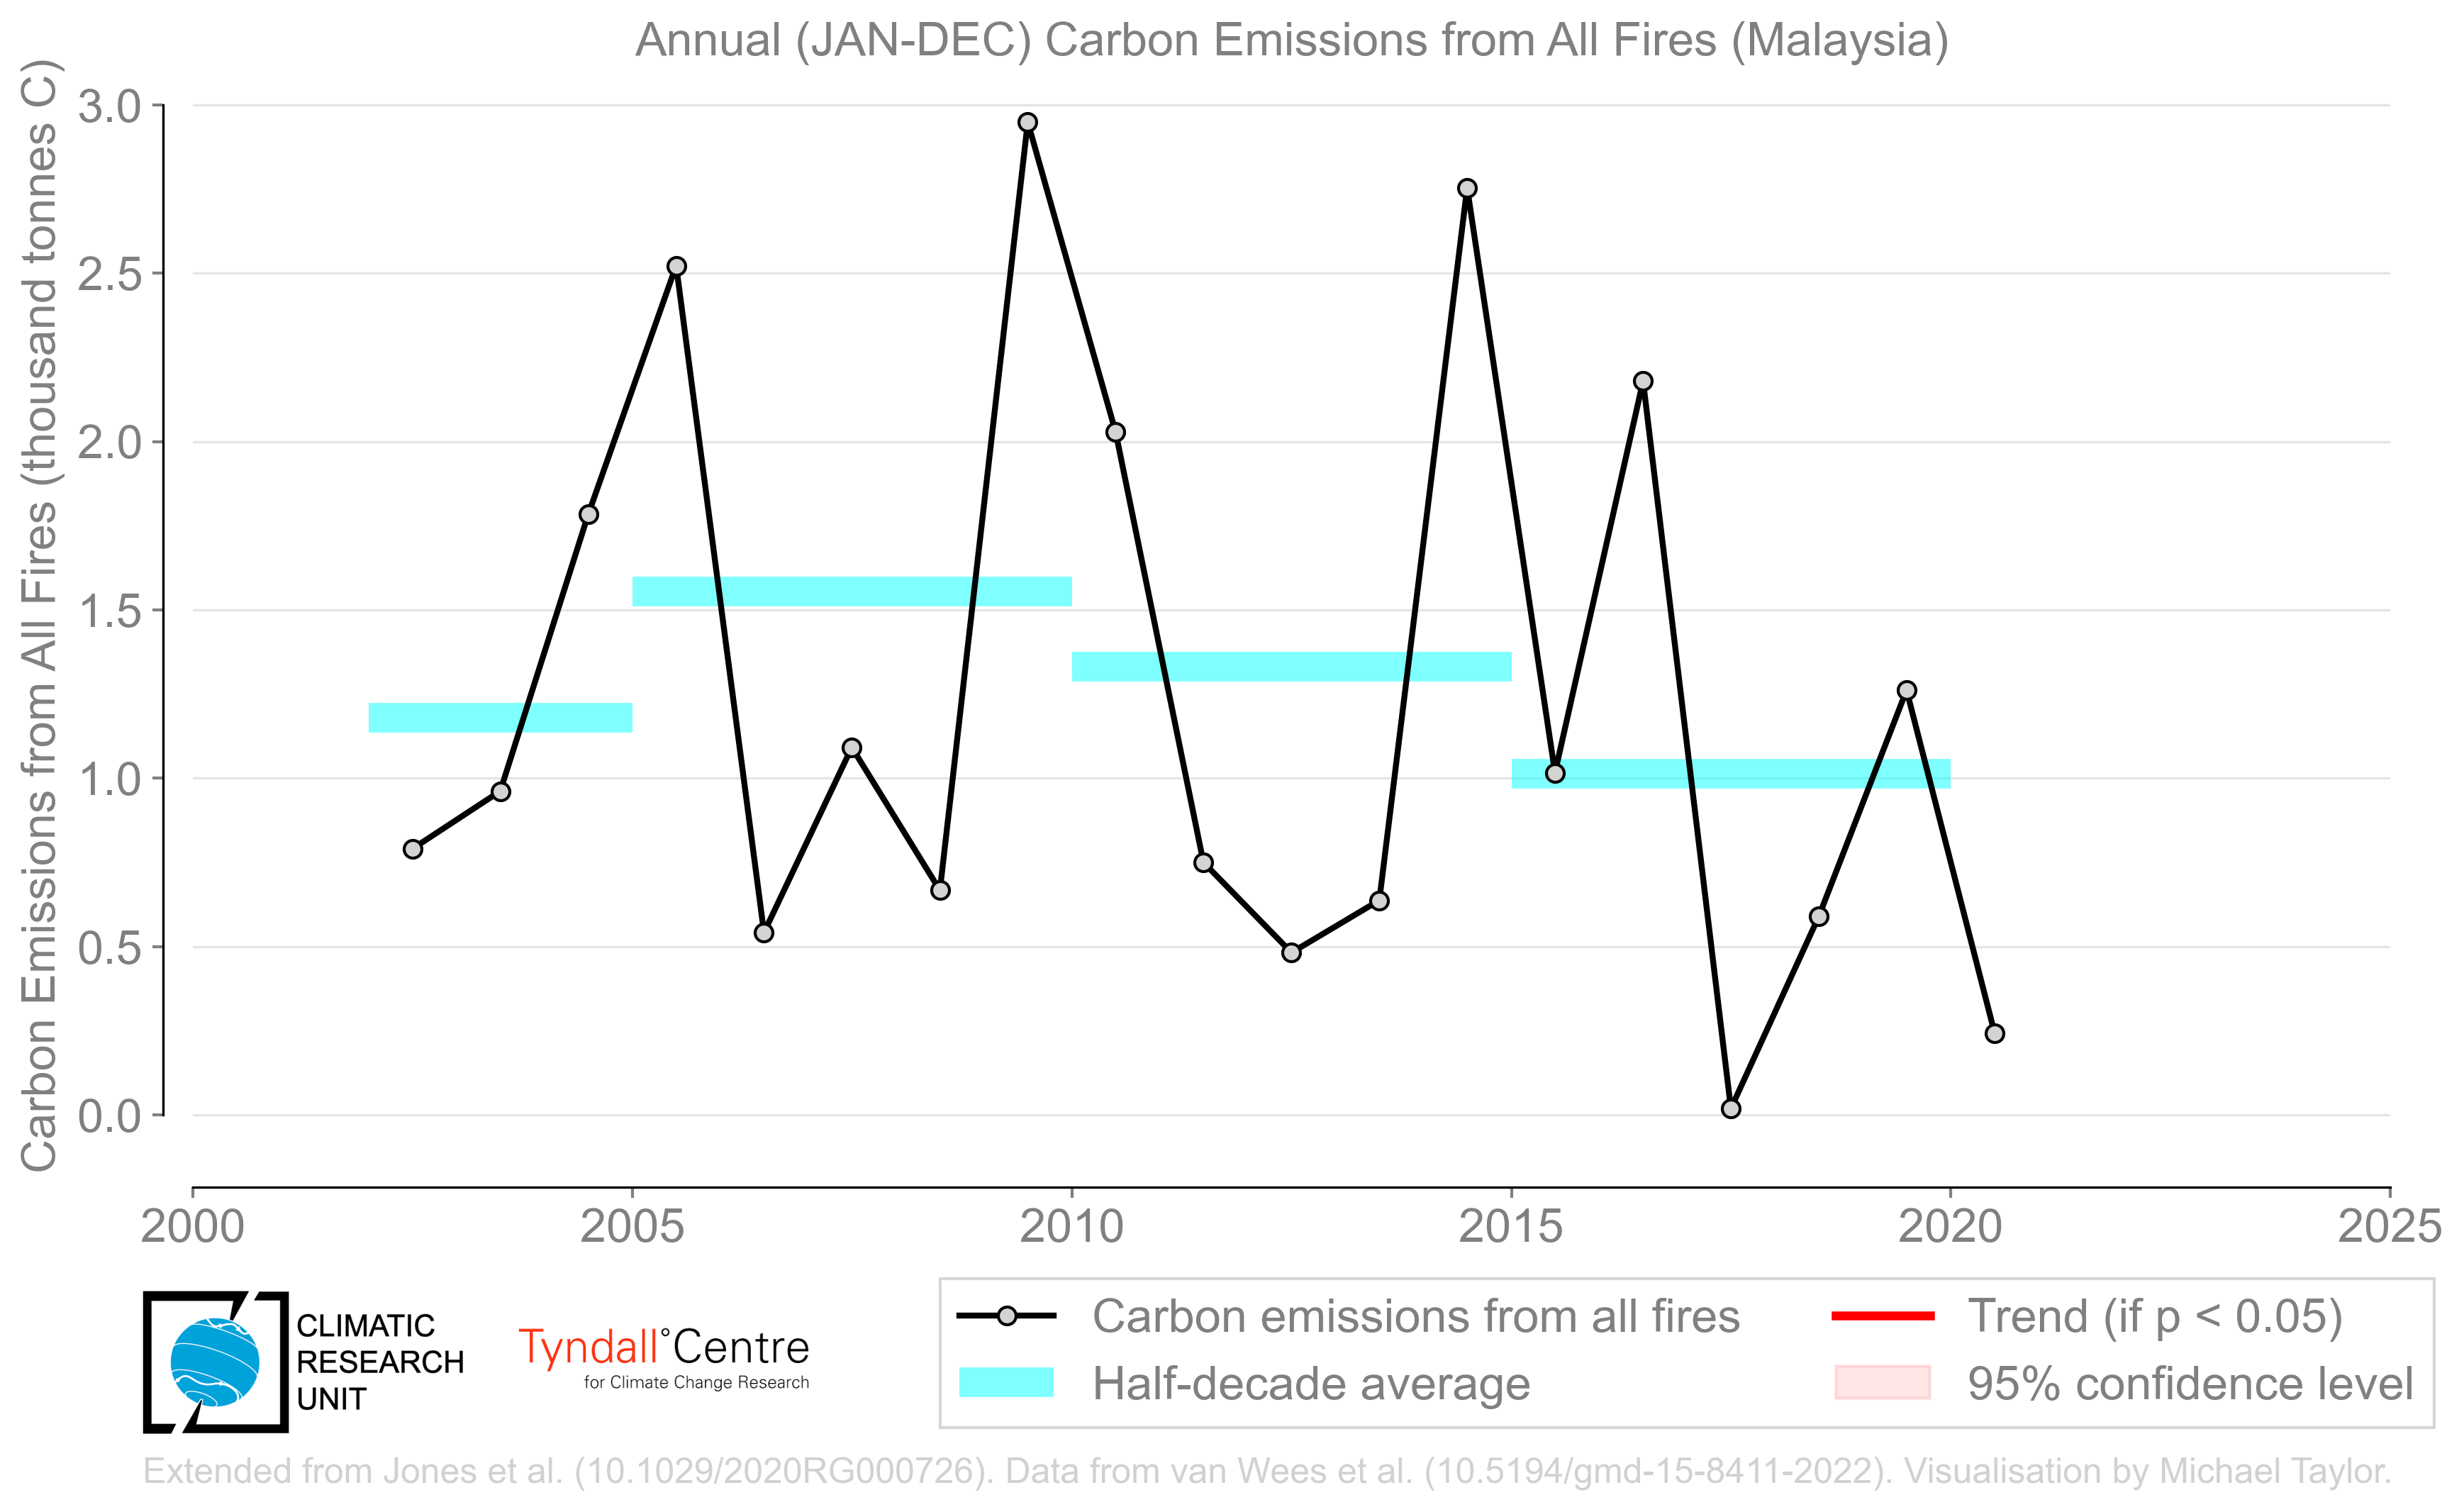 Annual (JAN-DEC) Carbon Emissions from All Fires (Malaysia)
Carbon Emissions from All Fires (thousand tonnes C)
3.0
2.5
2.0
1.5
1.0
0.5
0.0
2000 2005 2010 2015 2020 2025
CLIMATIC
RESEARCH
UNIT
Tyndall°Centre
for Climate Change Research
Carbon emissions from all fires
Half-decade average
Trend (if p < 0.05)
95% confidence level
Extended from Jones et al. (10.1029/2020RG000726). Data from van Wees et al. (10.5194/gmd-15-8411-2022). Visualisation by Michael Taylor.